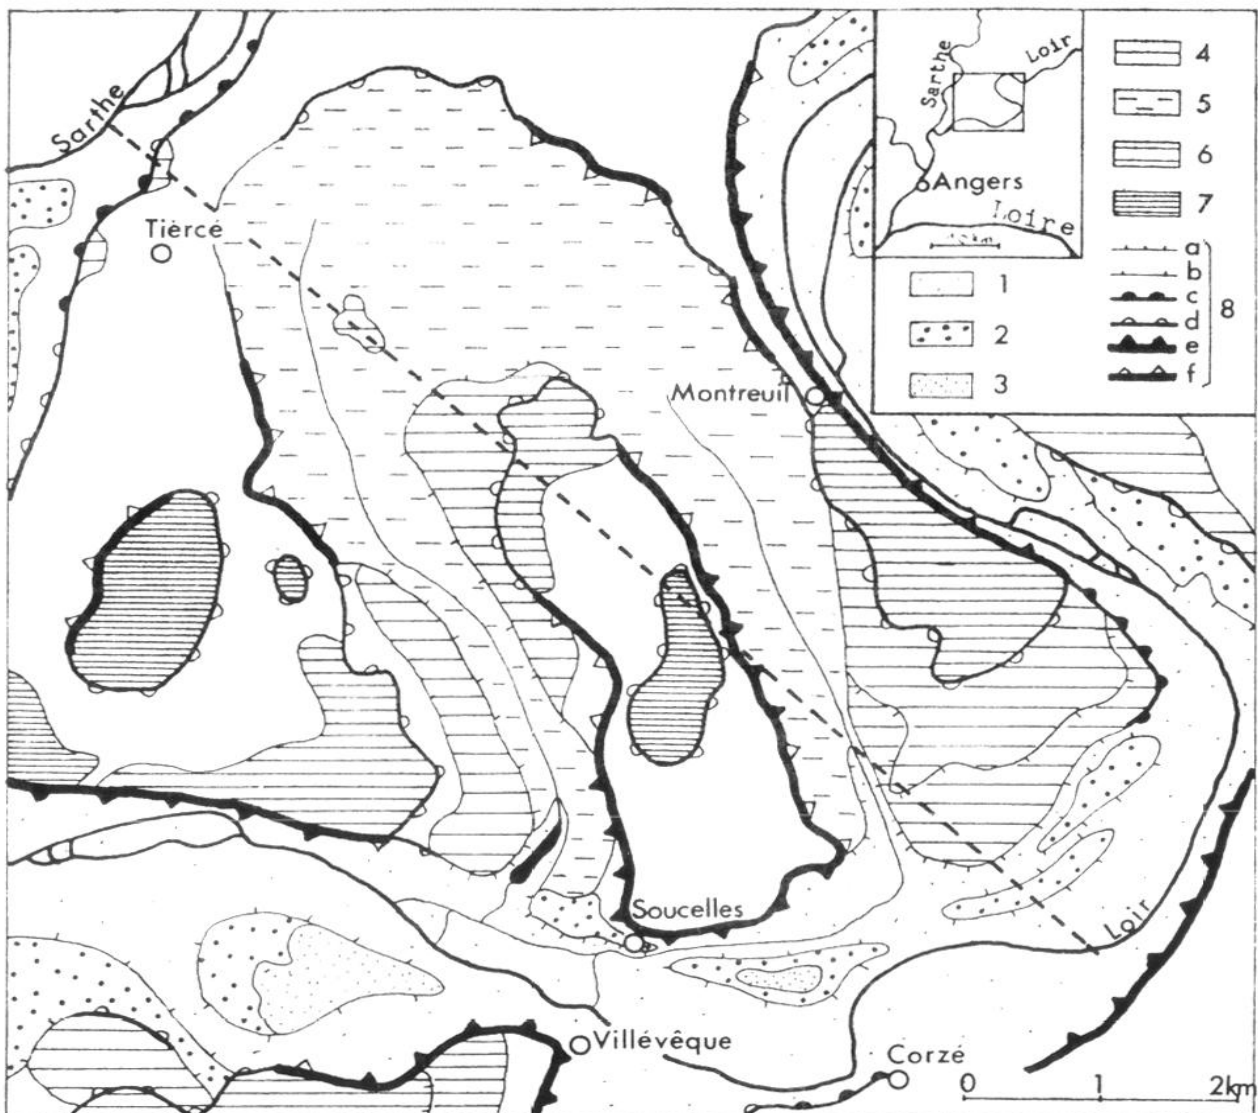 Sarthe
Tiercé
Montreuil
Soucelles
Villévêque
Corzé
Loir
0 1 2km
Sarthe
Loir
Angers
Loire
km
1
2
3
4
5
6
7
a
b
c
d
e
f
8